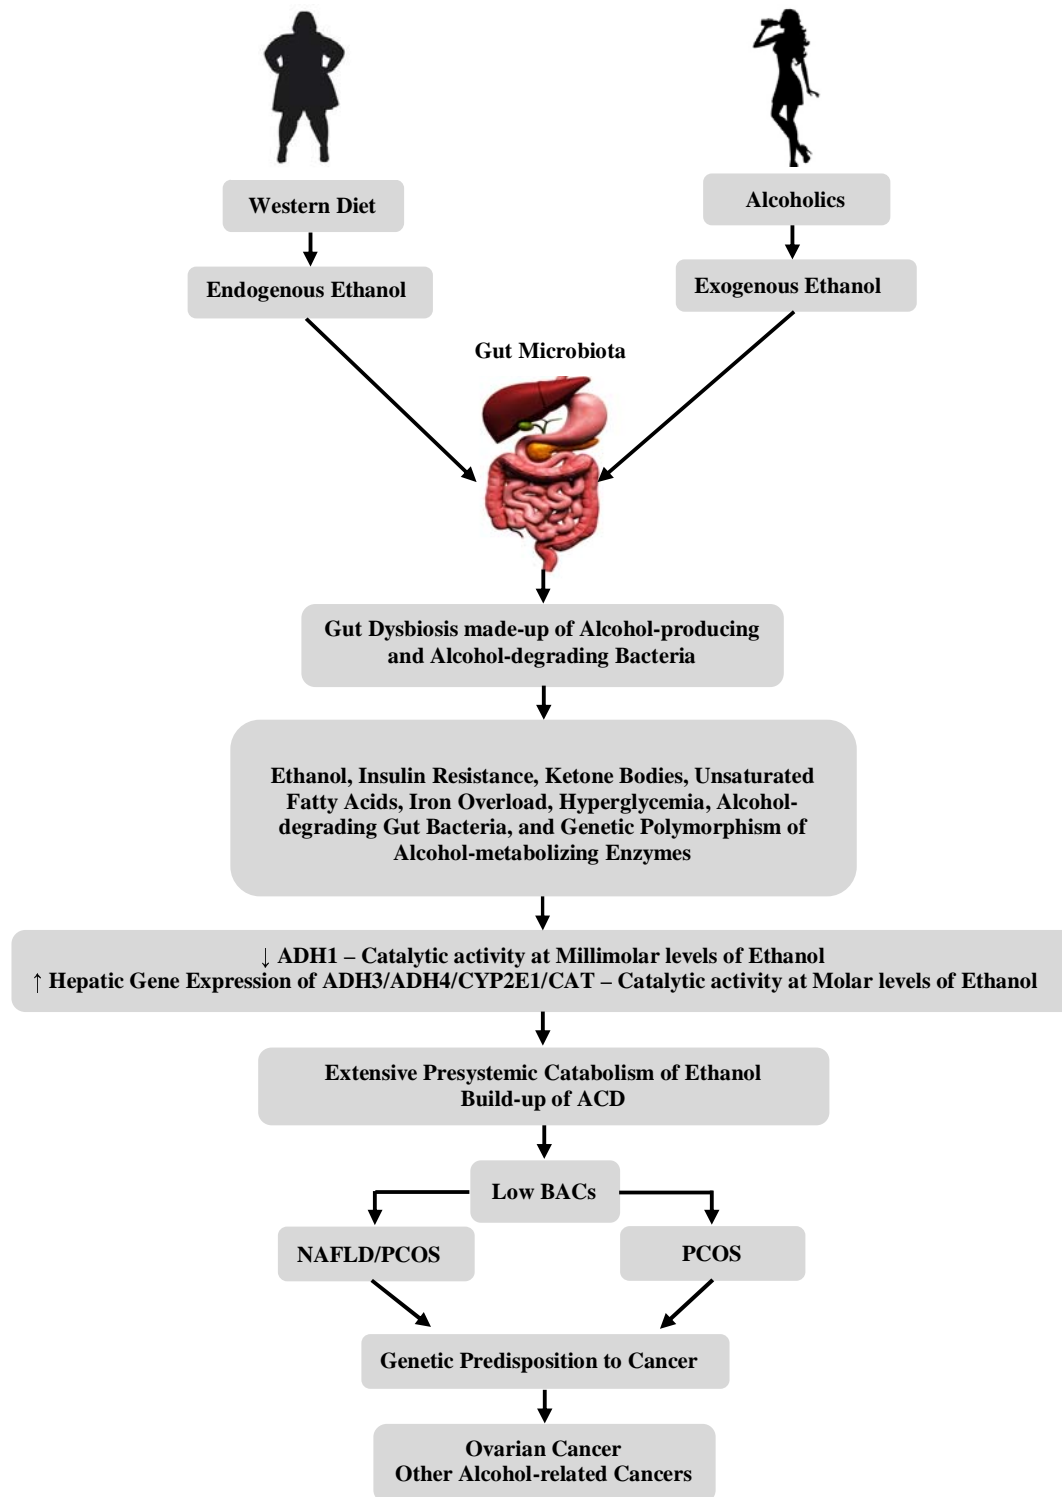 Western Diet
Alcoholics
Endogenous Ethanol
Exogenous Ethanol
Gut Microbiota
Gut Dysbiosis made-up of Alcohol-producing
and Alcohol-degrading Bacteria
Ethanol, Insulin Resistance, Ketone Bodies, Unsaturated
Fatty Acids, Iron Overload, Hyperglycemia, Alcohol-
degrading Gut Bacteria, and Genetic Polymorphism of
Alcohol-metabolizing Enzymes
↓ ADH1 – Catalytic activity at Millimolar levels of Ethanol
↑ Hepatic Gene Expression of ADH3/ADH4/CYP2E1/CAT – Catalytic activity at Molar levels of Ethanol
Extensive Presystemic Catabolism of Ethanol
Build-up of ACD
Low BACs
NAFLD/PCOS
PCOS
Genetic Predisposition to Cancer
Ovarian Cancer
Other Alcohol-related Cancers